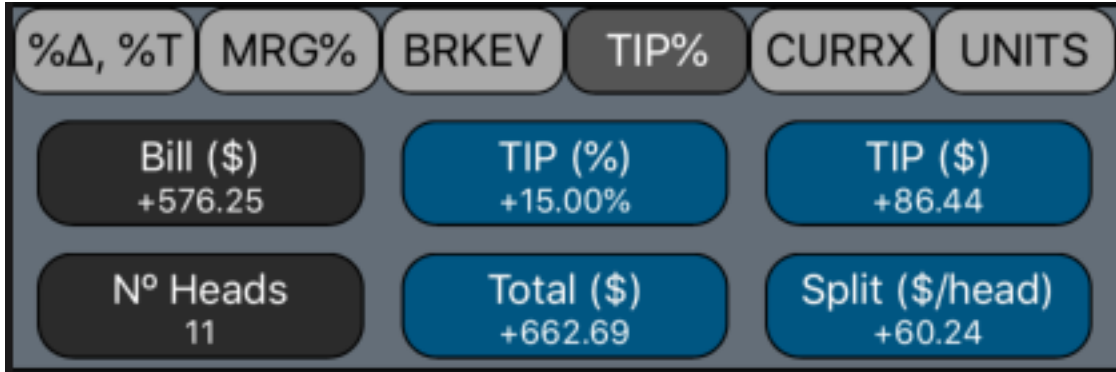 %Δ, %T MRG% BRKEV TIP% CURRX UNITS
Bill ($) TIP (%) TIP ($)
+576.25 +15.00% +86.44
Nº Heads Total ($) Split ($/head)
11 +662.69 +60.24